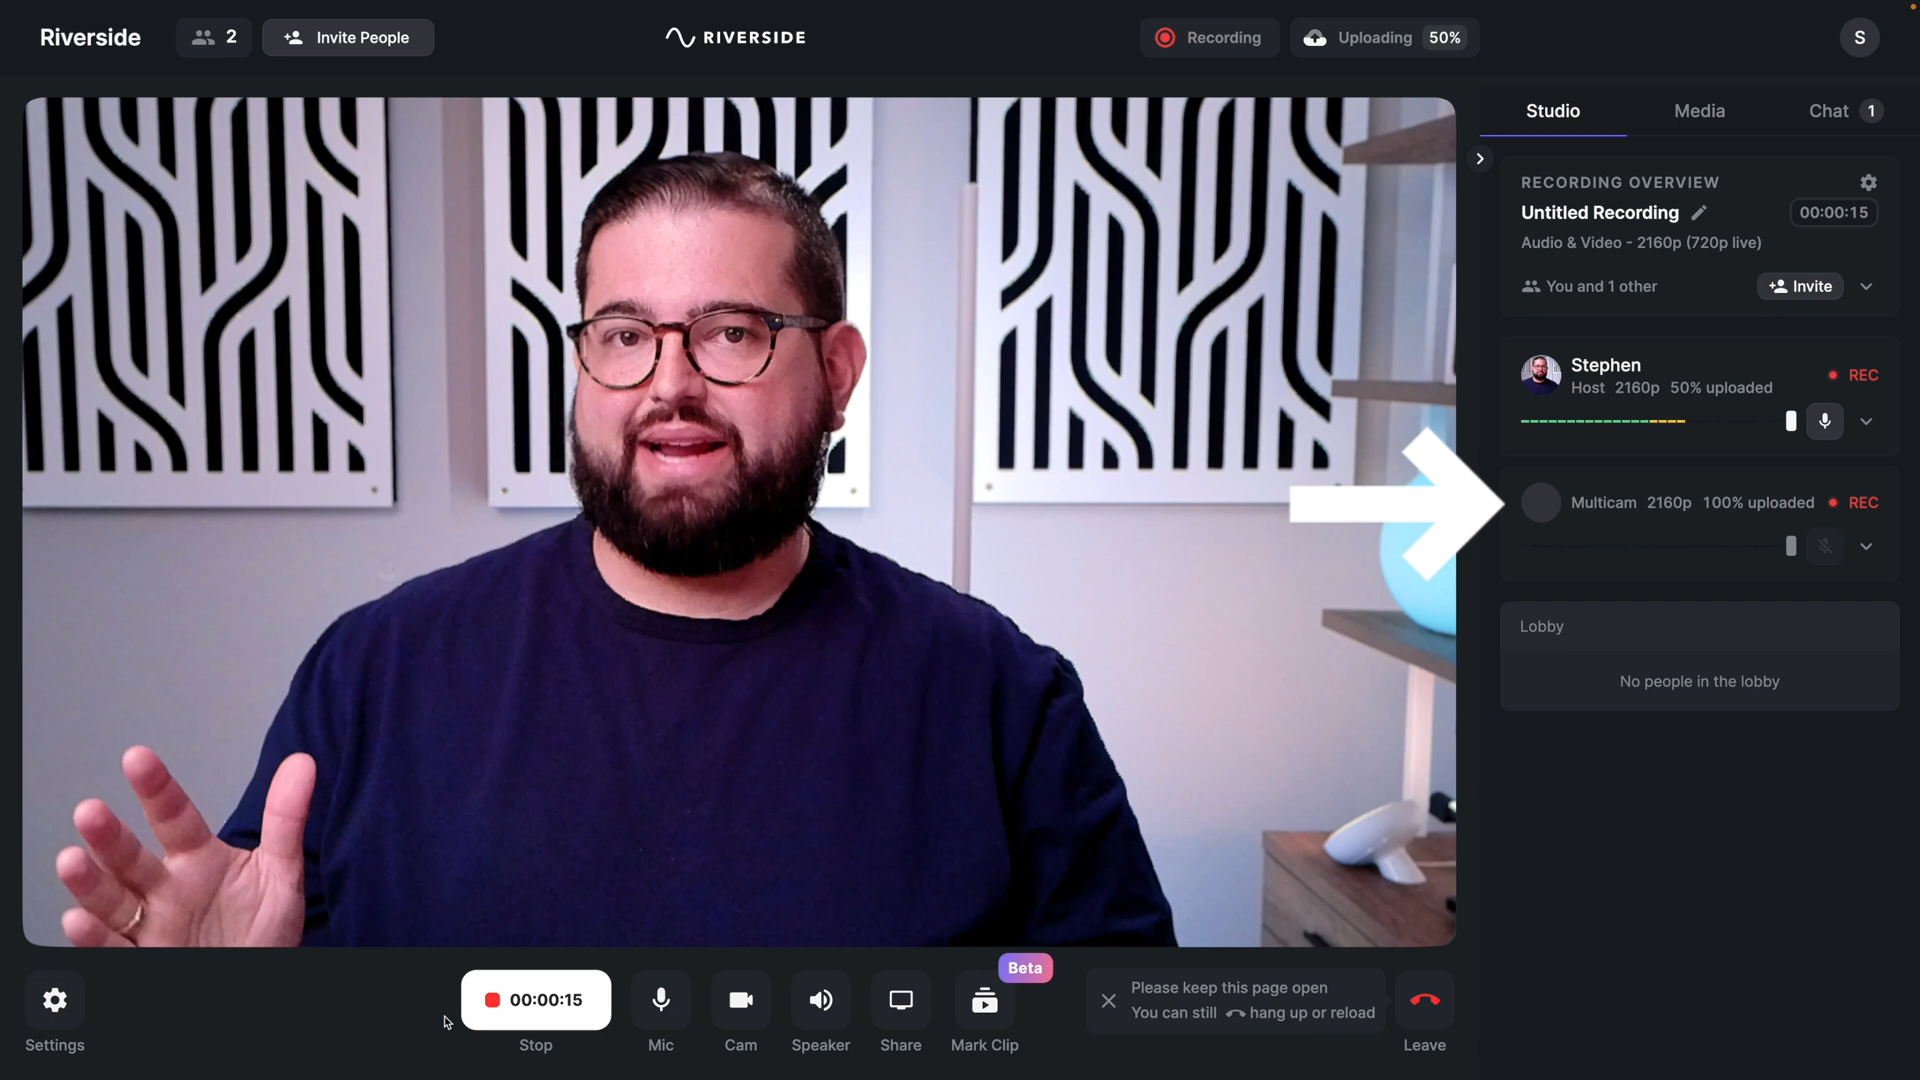 Riverside
2
Invite People
RIVERSIDE
Recording
Uploading 50%
S
Studio
Media
Chat 1
RECORDING OVERVIEW
Untitled Recording
00:00:15
Audio & Video - 2160p (720p live)
You and 1 other
Invite
Stephen
Host 2160p 50% uploaded
REC
Multicam 2160p 100% uploaded
REC
Lobby
No people in the lobby
Settings
00:00:15
Stop
Mic
Cam
Speaker
Share
Beta
Mark Clip
Please keep this page open
You can still hang up or reload
Leave